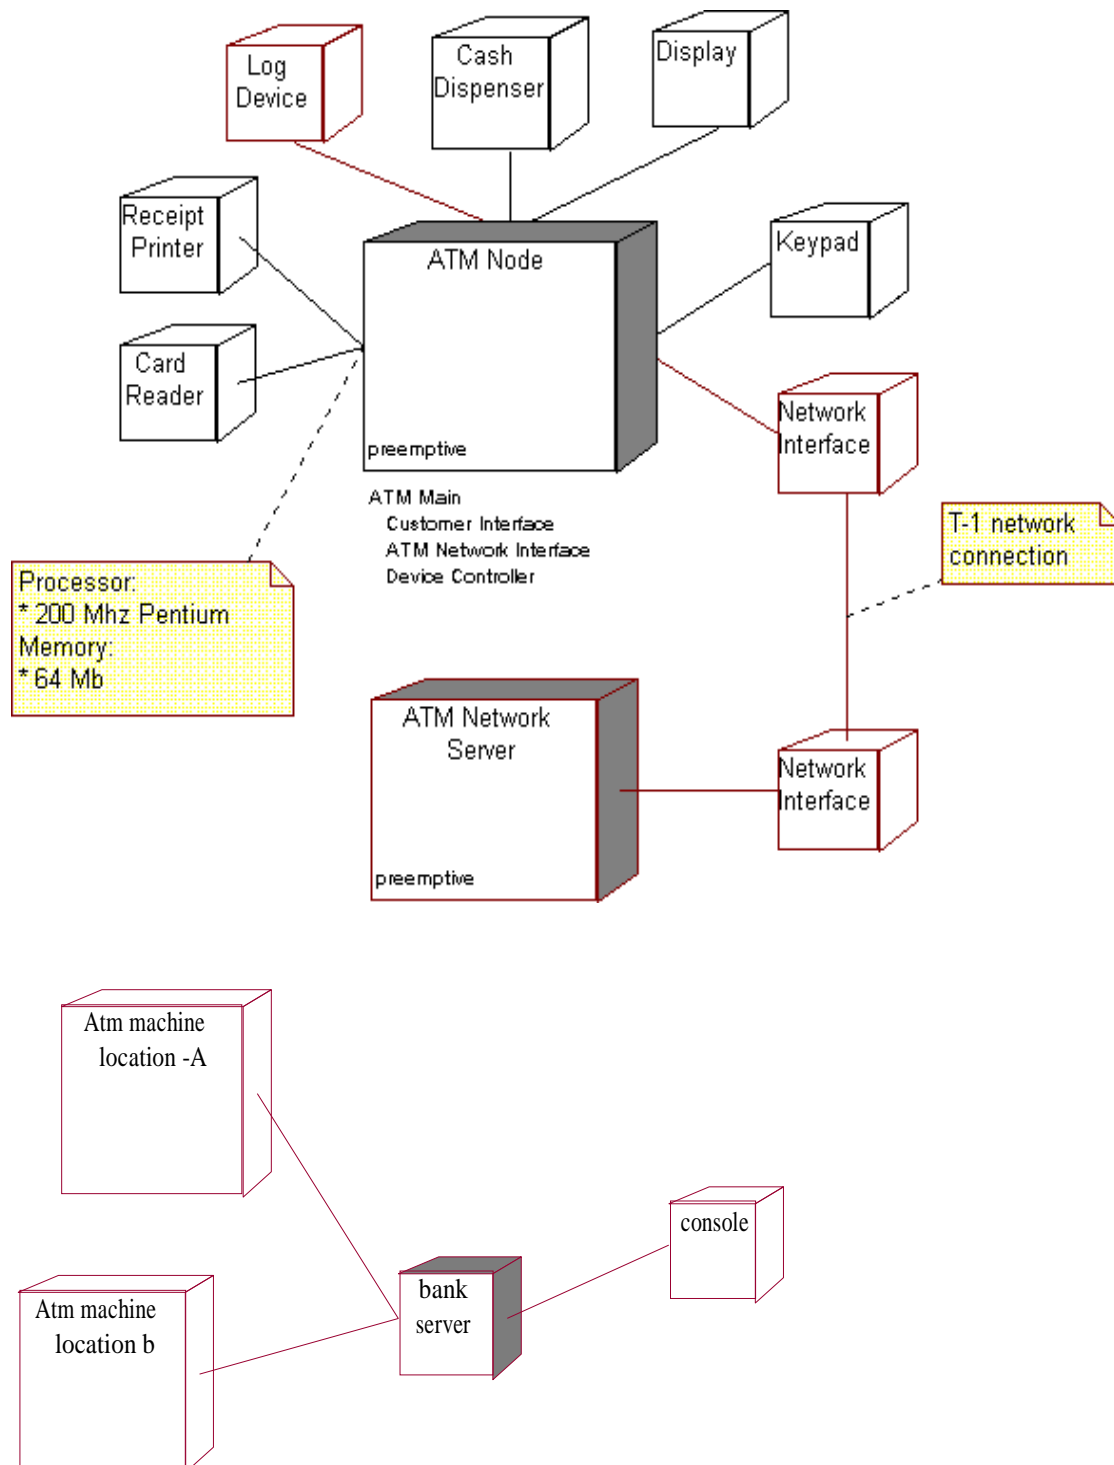 Log
Device
Cash
Dispenser
Display
Receipt
Printer
ATM Node
Keypad
Card
Reader
preemptive
Network
Interface
ATM Main
Customer Interface
ATM Network Interface
Device Controller
T-1 network
connection
Processor:
* 200 Mhz Pentium
Memory:
* 64 Mb
ATM Network
Server
preemptive
Network
Interface
Atm machine
location -A
console
bank
server
Atm machine
location b